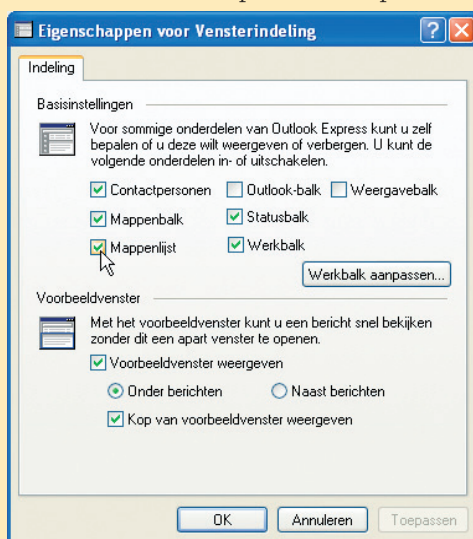 Eigenschappen voor Vensterindeling
Indeling
Basisinstellingen
Voor sommige onderdelen van Outlook Express kunt u zelf
bepalen of u deze wilt weergeven of verbergen. U kunt de
volgende onderdelen in- of uitschakelen.
Contactpersonen Outlook-balk Weergavebalk
Mappenbalk Statusbalk
Mappenlijst Werkbalk
Werkbalk aanpassen...
Voorbeeldvenster
Met het voorbeeldvenster kunt u een bericht snel bekijken
zonder dit een apart venster te openen.
Voorbeeldvenster weergeven
Onder berichten Naast berichten
Kop van voorbeeldvenster weergeven
OK Annuleren Toepassen